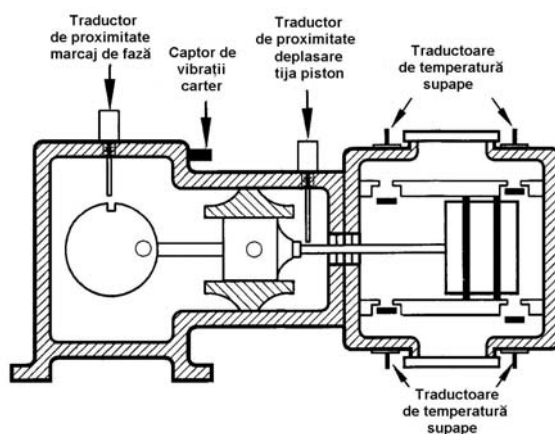 Traductor
de proximitate
marcaj de fază
Captor de
vibrații
carter
Traductor
de proximitate
deplasare
tija piston
Traductoare
de temperatură
supape
Traductoare
de temperatură
supape